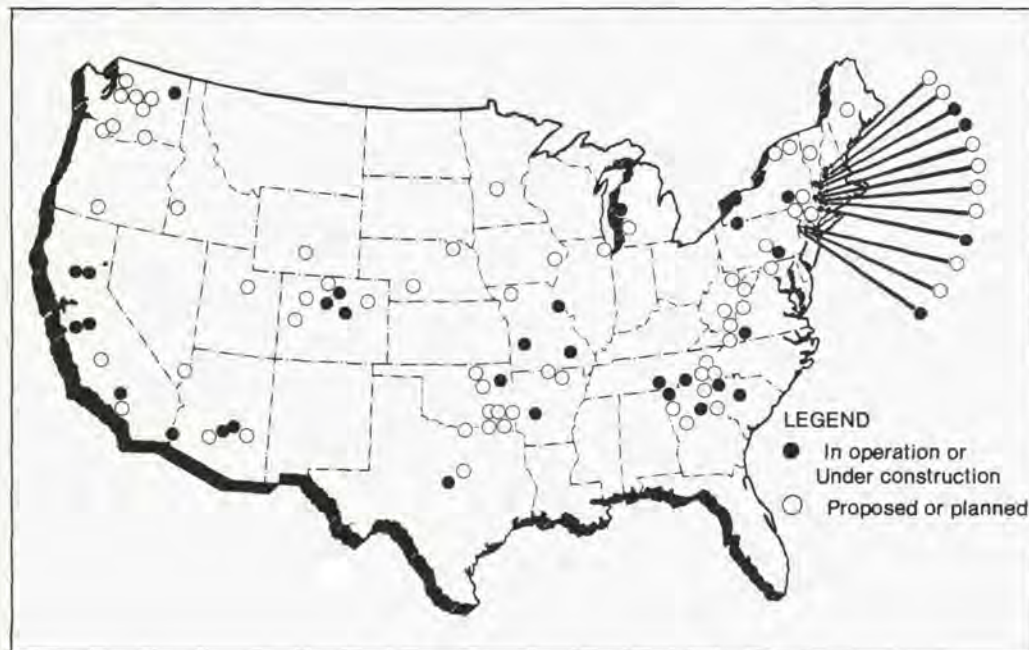 LEGEND
In operation or
Under construction
Proposed or planned